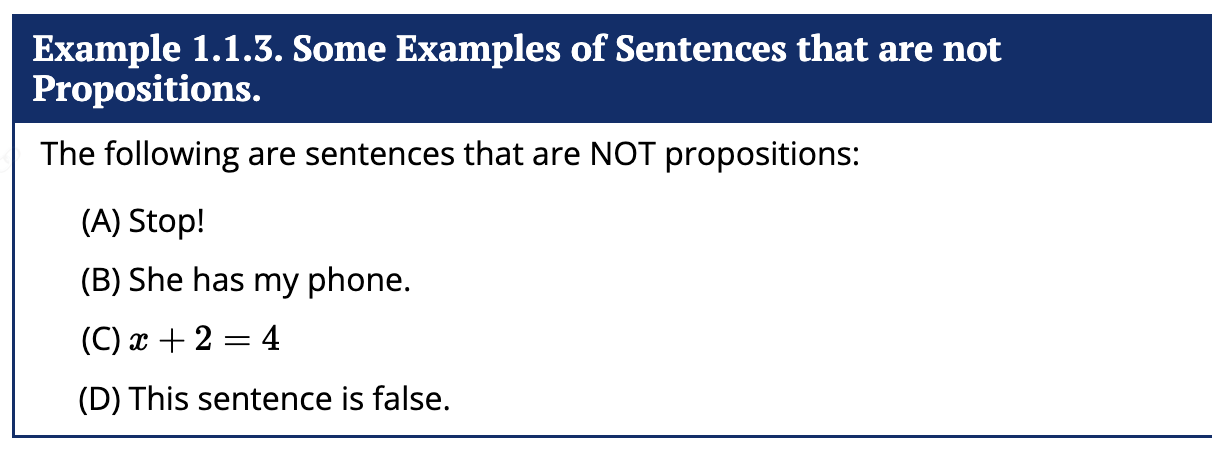 Example 1.1.3. Some Examples of Sentences that are not
Propositions.
The following are sentences that are NOT propositions:
(A) Stop!
(B) She has my phone.
(C) x + 2 = 4
(D) This sentence is false.